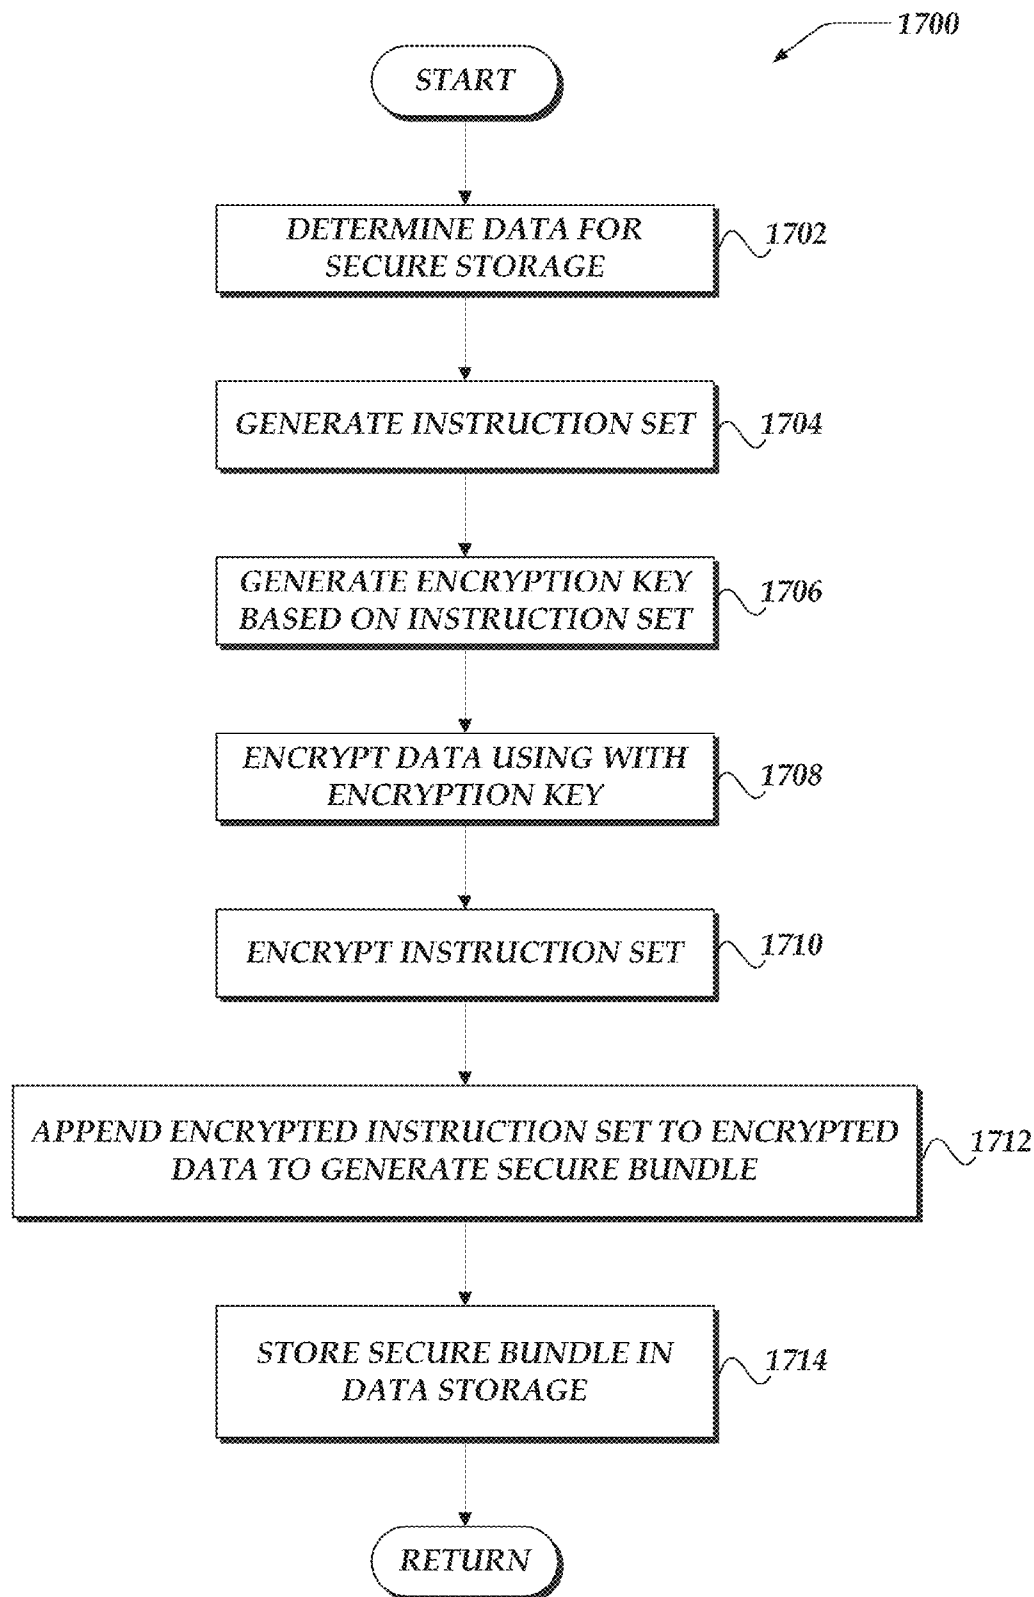 1700
START
DETERMINE DATA FOR
SECURE STORAGE
1702
GENERATE INSTRUCTION SET
1704
GENERATE ENCRYPTION KEY
BASED ON INSTRUCTION SET
1706
ENCRYPT DATA USING WITH
ENCRYPTION KEY
1708
ENCRYPT INSTRUCTION SET
1710
APPEND ENCRYPTED INSTRUCTION SET TO ENCRYPTED
DATA TO GENERATE SECURE BUNDLE
1712
STORE SECURE BUNDLE IN
DATA STORAGE
1714
RETURN